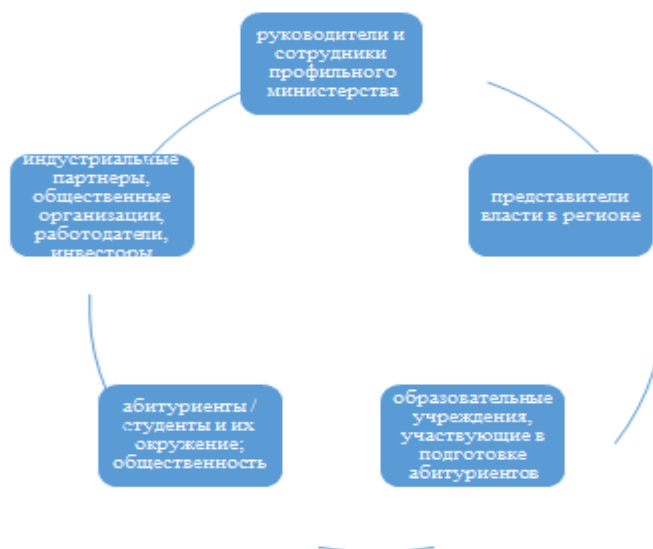 руководители и
сотрудники
профильного
министерства
представители
власти в регионе
образовательные
учреждения,
участвующие в
подготовке
абитуриентов
абитуриенты /
студенты и их
окружение;
общественность
индустриальные
партнеры,
общественные
организации,
работодатели,
инвесторы